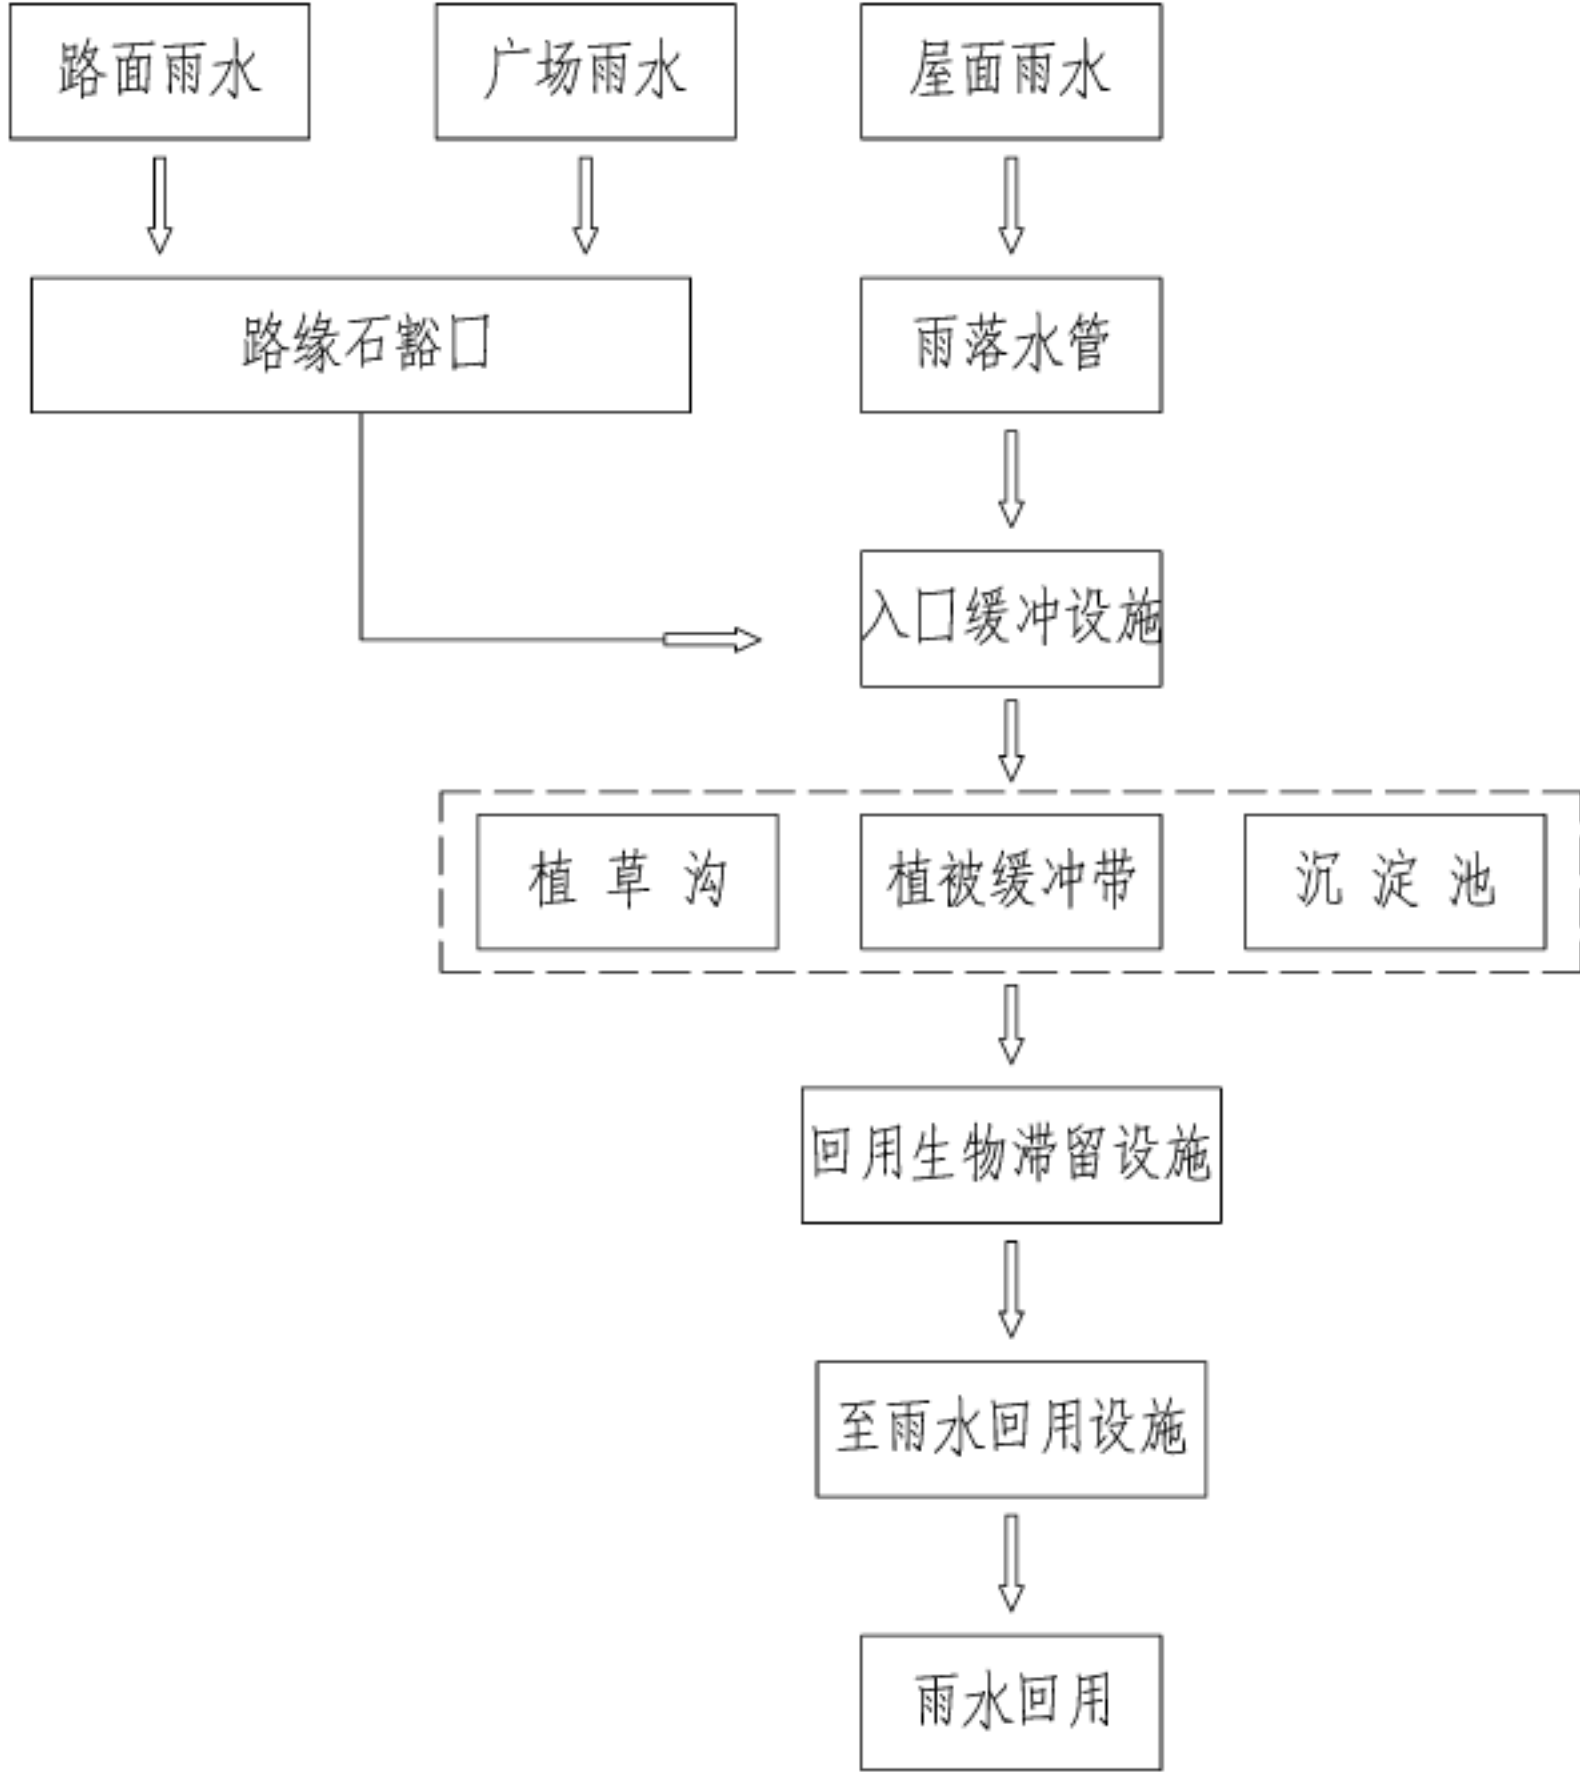 路面雨水
广场雨水
屋面雨水
路缘石豁口
雨落水管
入口缓冲设施
植草沟
植被缓冲带
沉淀池
回用生物滞留设施
至雨水回用设施
雨水回用